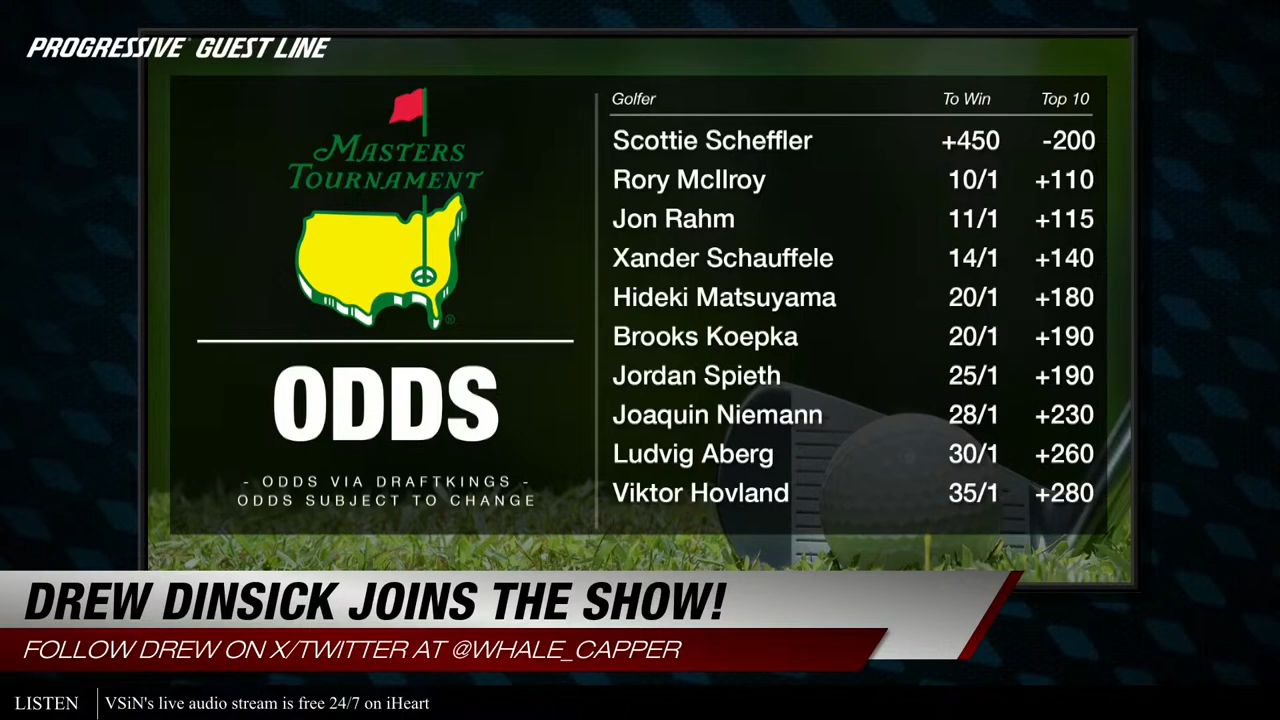 PROGRESSIVE GUEST LINE
MASTERS
TOURNAMENT
®
ODDS
- ODDS VIA DRAFTKINGS -
ODDS SUBJECT TO CHANGE
Golfer To Win Top 10
Scottie Scheffler +450 -200
Rory McIlroy 10/1 +110
Jon Rahm 11/1 +115
Xander Schauffele 14/1 +140
Hideki Matsuyama 20/1 +180
Brooks Koepka 20/1 +190
Jordan Spieth 25/1 +190
Joaquin Niemann 28/1 +230
Ludvig Aberg 30/1 +260
Viktor Hovland 35/1 +280
DREW DINSICK JOINS THE SHOW!
FOLLOW DREW ON X/TWITTER AT @WHALE_CAPPER
LISTEN VSiN's live audio stream is free 24/7 on iHeart